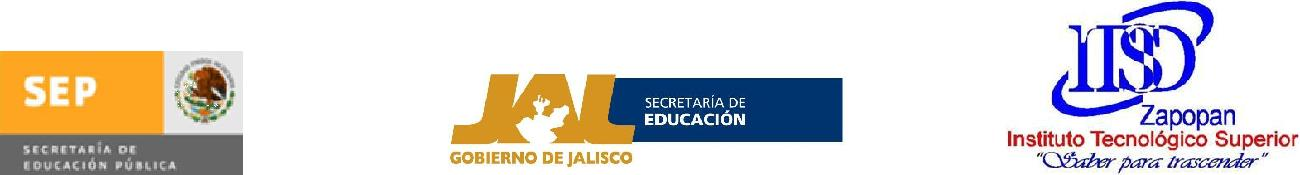 SEP
SECRETARÍA DE
EDUCACIÓN PÚBLICA
JAL
SECRETARÍA DE
EDUCACIÓN
GOBIERNO DE JALISCO
Zapopan
Instituto Tecnológico Superior
"Saber para trascender"